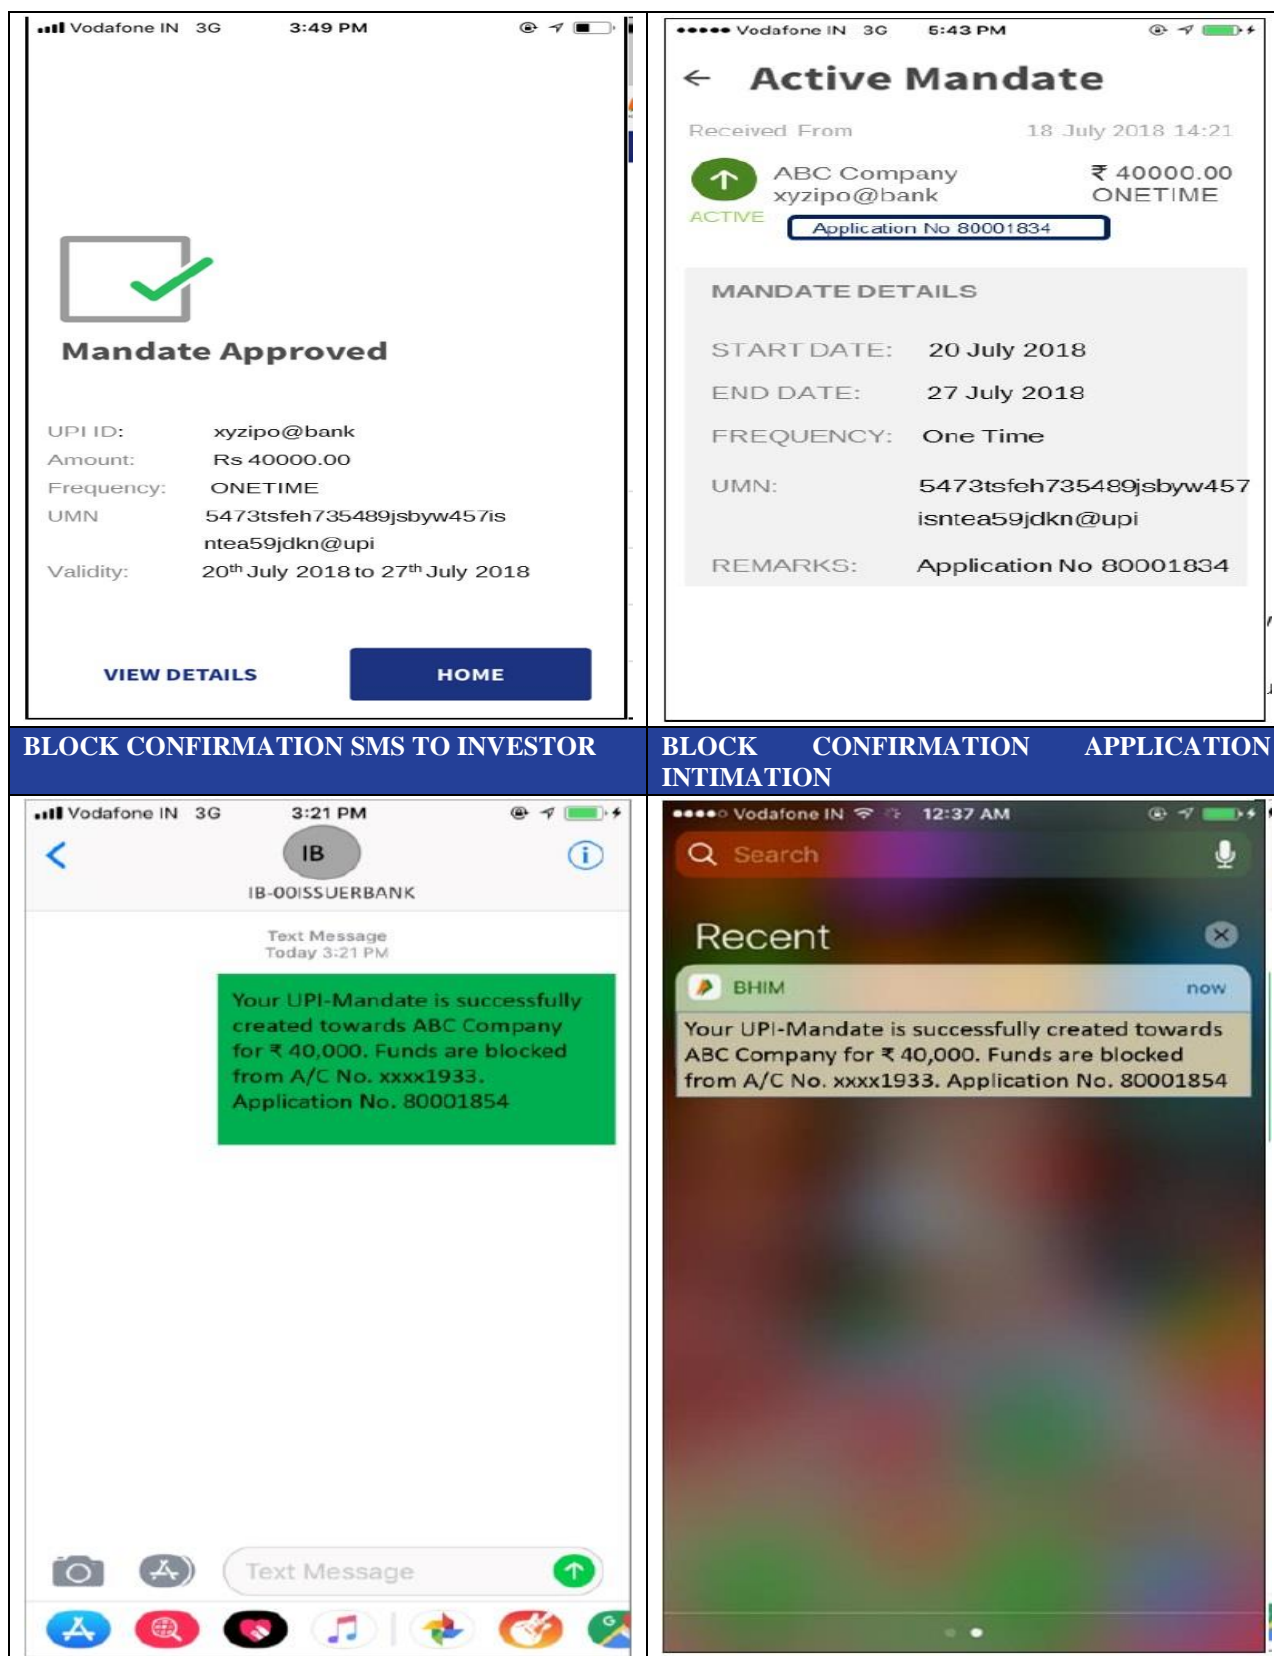 Vodafone IN 3G 3:49 PM
Mandate Approved
UPI ID: xyzipo@bank
Amount: Rs 40000.00
Frequency: ONETIME
UMN 5473tsfeh735489jsbyw457is
ntea59jdkn@upi
Validity: 20th July 2018 to 27th July 2018
VIEW DETAILS HOME
Vodafone IN 3G 5:43 PM
← Active Mandate
Received From 18 July 2018 14:21
ABC Company ₹ 40000.00
xyzipo@bank ONETIME
ACTIVE
Application No 80001834
MANDATE DETAILS
START DATE: 20 July 2018
END DATE: 27 July 2018
FREQUENCY: One Time
UMN: 5473tsfeh735489jsbyw457
isntea59jdkn@upi
REMARKS: Application No 80001834
BLOCK CONFIRMATION SMS TO INVESTOR
BLOCK CONFIRMATION APPLICATION
INTIMATION
Vodafone IN 3G 3:21 PM
IB
IB-00ISSUERBANK
Text Message
Today 3:21 PM
Your UPI-Mandate is successfully
created towards ABC Company
for ₹ 40,000. Funds are blocked
from A/C No. xxxx1933.
Application No. 80001854
Text Message
Vodafone IN 12:37 AM
Search
Recent
BHIM now
Your UPI-Mandate is successfully created towards
ABC Company for ₹ 40,000. Funds are blocked
from A/C No. xxxx1933. Application No. 80001854